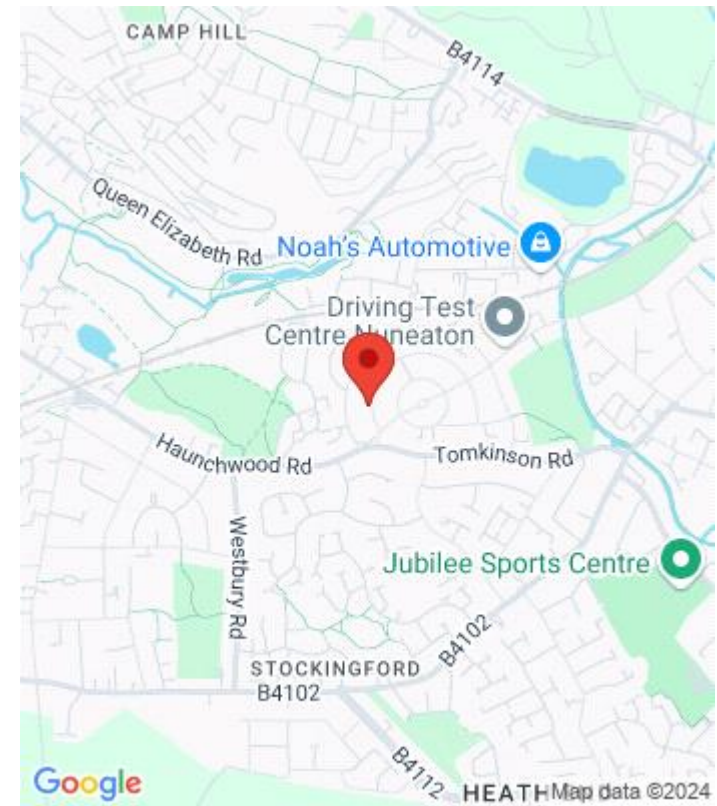 CAMP HILL
B4114
Queen Elizabeth Rd
Noah's Automotive
Driving Test
Centre Nuneaton
Haunchwood Rd
Tomkinson Rd
Westbury Rd
Jubilee Sports Centre
B4102
STOCKINGFORD
B4102
B4112
Google
HEATH
Map data ©2024